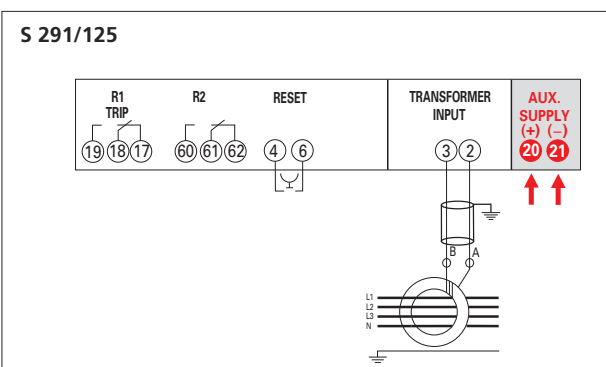 S 291/125
R1 R2 RESET TRANSFORMER AUX.
TRIP INPUT SUPPLY
(+) (–)
19 18 17 60 61 62 4 6 3 2 20 21
B A
L1
L2
L3
N